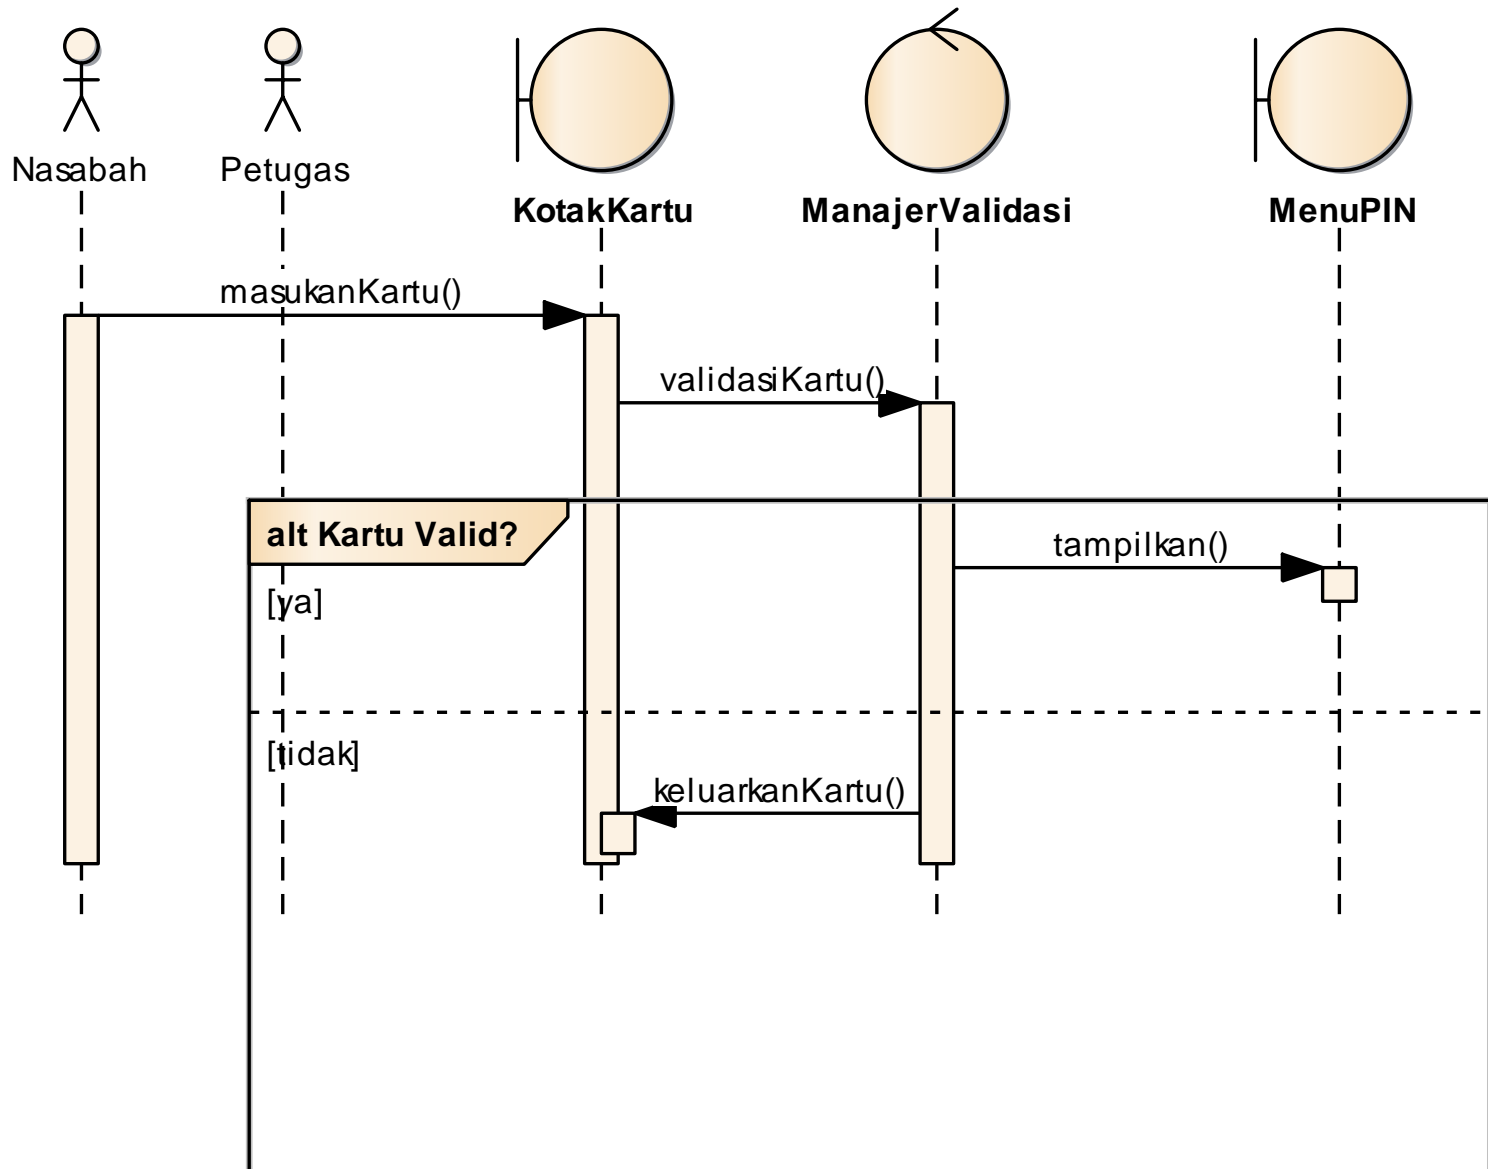 Nasabah
Petugas
KotakKartu
ManajerValidasi
MenuPIN
masukanKartu()
validasiKartu()
alt Kartu Valid?
tampilkan()
[ya]
[tidak]
keluarkanKartu()